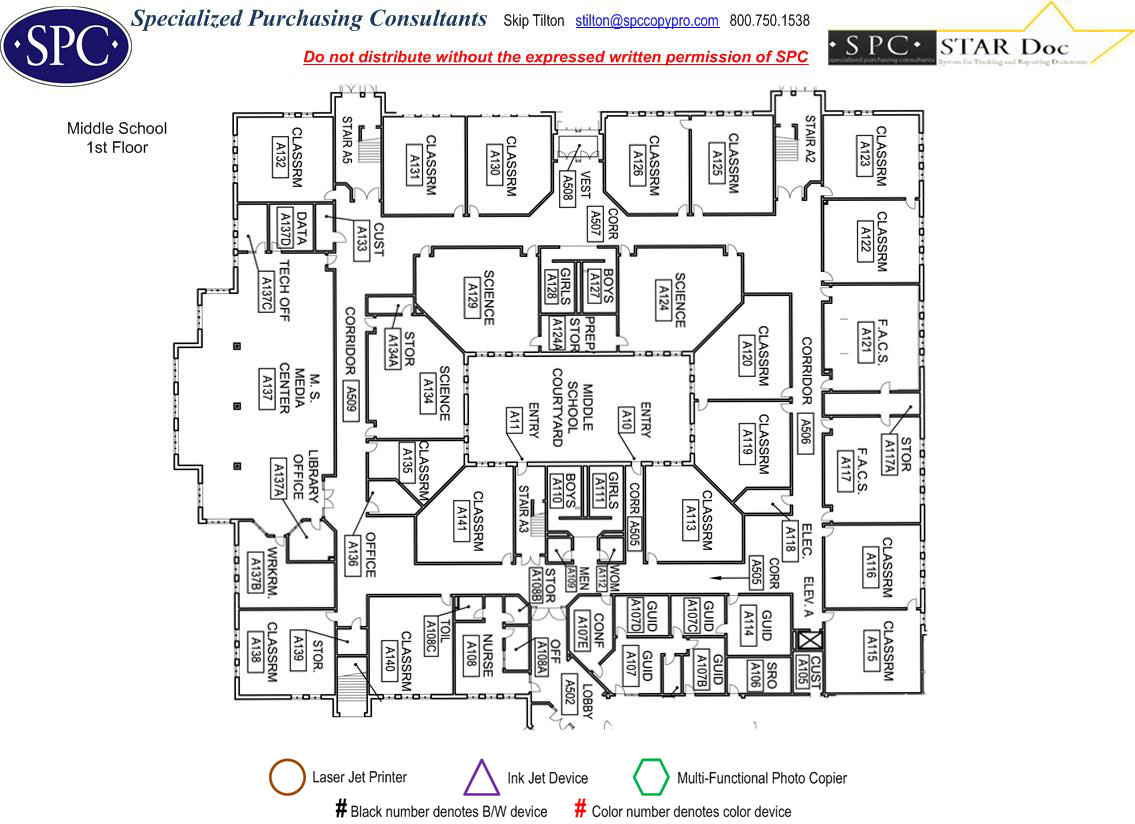 SPC
Specialized Purchasing Consultants Skip Tilton stilton@spccopypro.com 800.750.1538
Do not distribute without the expressed written permission of SPC
· S P C · STAR Doc
specialized purchasing consultants System for Tracking and Reporting Documents
Middle School
1st Floor
CLASSRM
A132
STAIR A5
CLASSRM
A131
CLASSRM
A130
VEST
A508
CLASSRM
A126
CLASSRM
A125
STAIR A2
CLASSRM
A123
DATA
A137D
CUST
A133
CORR
A507
CLASSRM
A122
TECH OFF
A137C
SCIENCE
A129
GIRLS
A128
BOYS
A127
SCIENCE
A124
PREP/
STOR
A124A
F.A.C.S.
A121
CORRIDOR
A509
STOR
A134A
CLASSRM
A120
CORRIDOR
A506
M. S.
MEDIA
CENTER
A137
SCIENCE
A134
MIDDLE
SCHOOL
COURTYARD
ENTRY
A11
ENTRY
A10
CLASSRM
A119
STOR
A117A
F.A.C.S.
A117
LIBRARY
OFFICE
A137A
CLASSRM
A135
CLASSRM
A141
STAIR A3
BOYS
A110
GIRLS
A111
CORR
A505
CLASSRM
A113
ELEC.
A118
OFFICE
A136
WRKRM.
A137B
STOR
A108B
MEN
A109
WOM
A112
CORR
A505
ELEV. A
CLASSRM
A116
CLASSRM
A138
STOR.
A139
CLASSRM
A140
TOIL
A108C
NURSE
A108
OFF
A108A
CONF
A107E
GUID
A107D
GUID
A107C
GUID
A114
GUID
A107
GUID
A107B
SRO
A106
CUST
A105
CLASSRM
A115
LOBBY
A502
Laser Jet Printer
Ink Jet Device
Multi-Functional Photo Copier
# Black number denotes B/W device
# Color number denotes color device